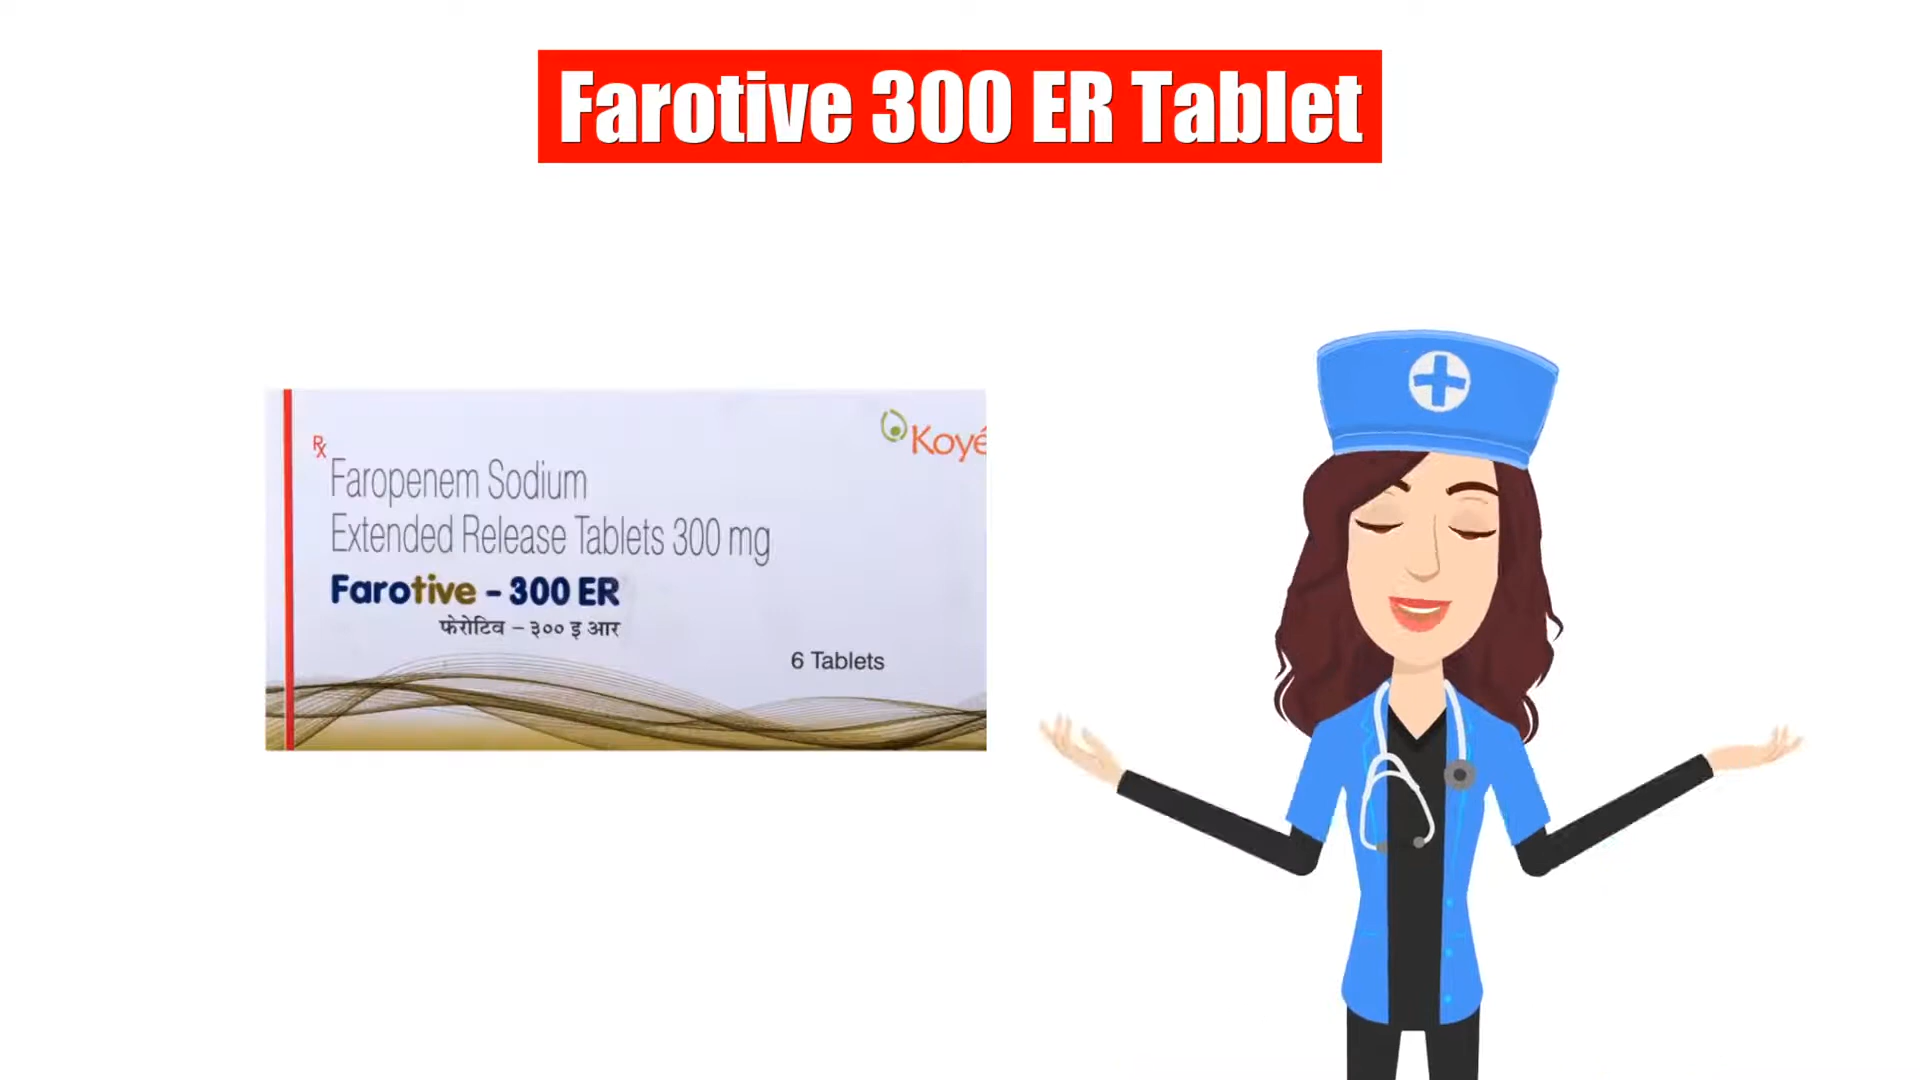 Farotive 300 ER Tablet
Koyé
Rx
Faropenem Sodium
Extended Release Tablets 300 mg
Farotive - 300 ER
फेरोटिव – ३०० इ आर
6 Tablets